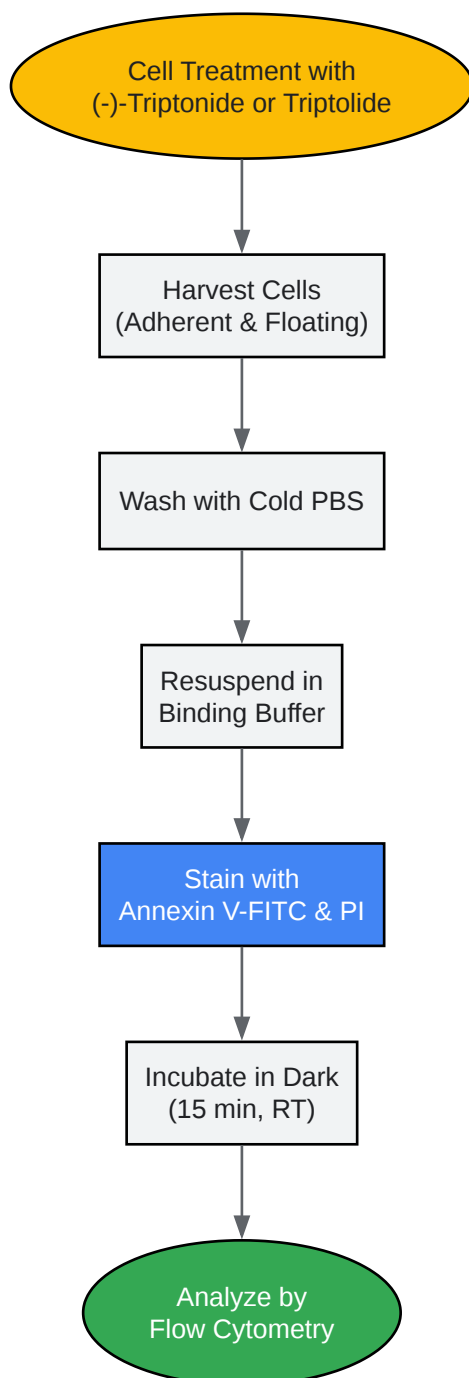 Cell Treatment with
(-)-Triptonide or Triptolide
Harvest Cells
(Adherent & Floating)
Wash with Cold PBS
Resuspend in
Binding Buffer
Stain with
Annexin V-FITC & PI
Incubate in Dark
(15 min, RT)
Analyze by
Flow Cytometry